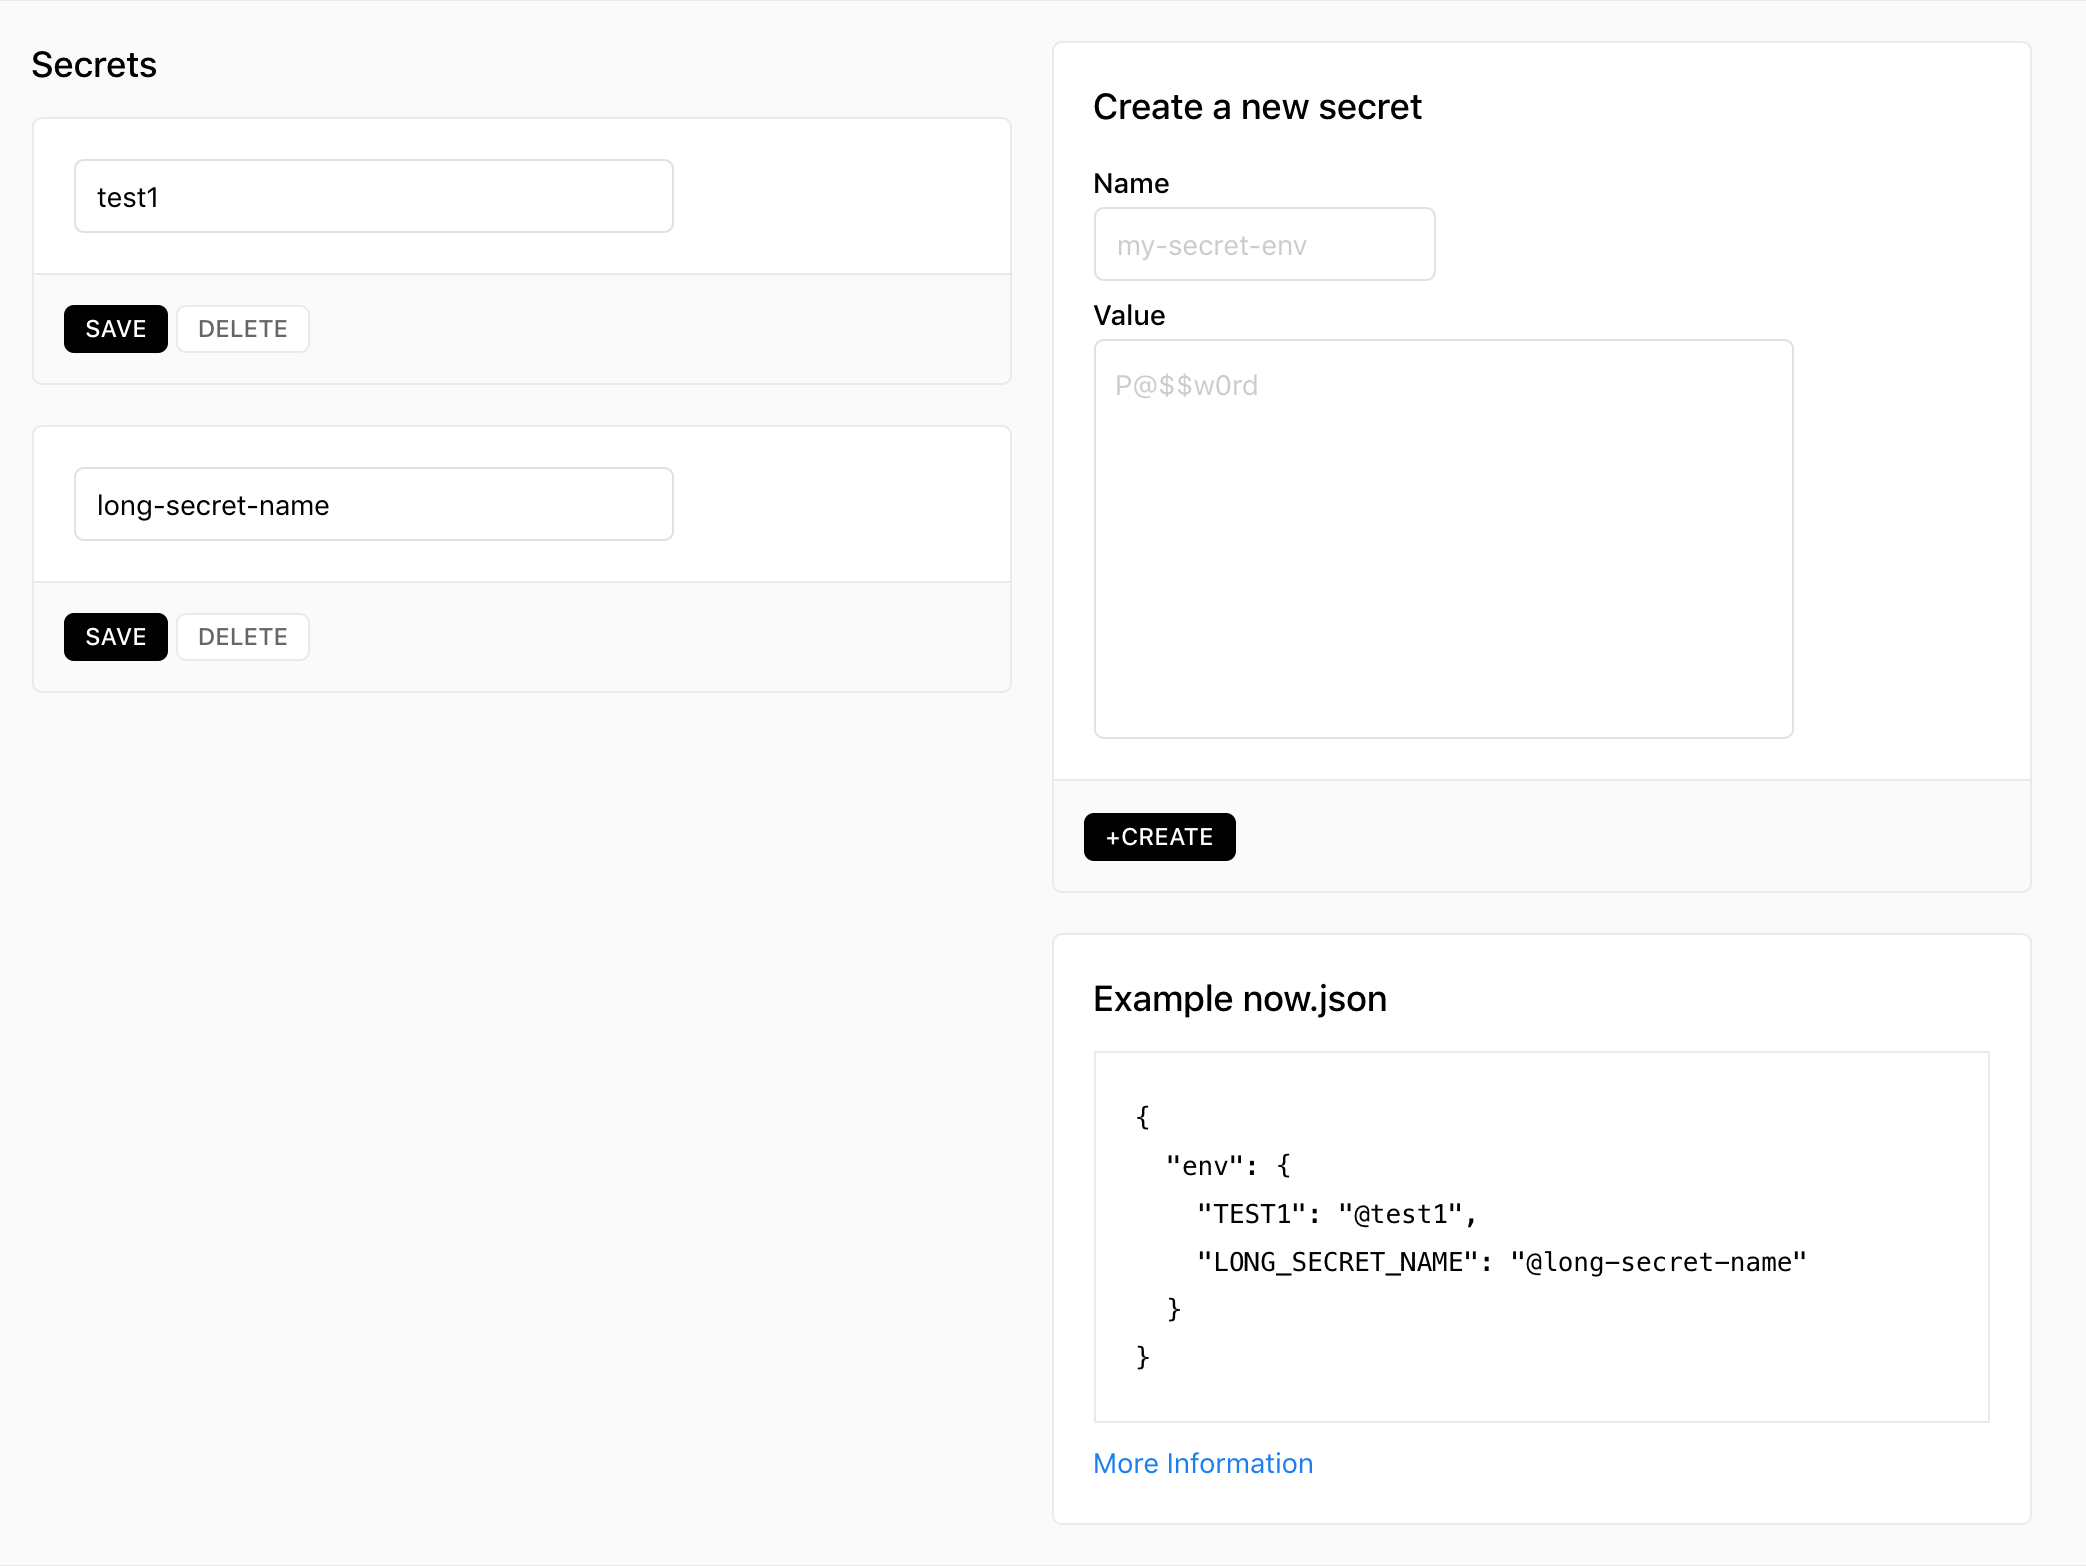 Secrets
test1
SAVE DELETE
long-secret-name
SAVE DELETE
Create a new secret
Name
my-secret-env
Value
P@$$w0rd
+CREATE
Example now.json
{
  "env": {
    "TEST1": "@test1",
    "LONG_SECRET_NAME": "@long-secret-name"
  }
}
More Information